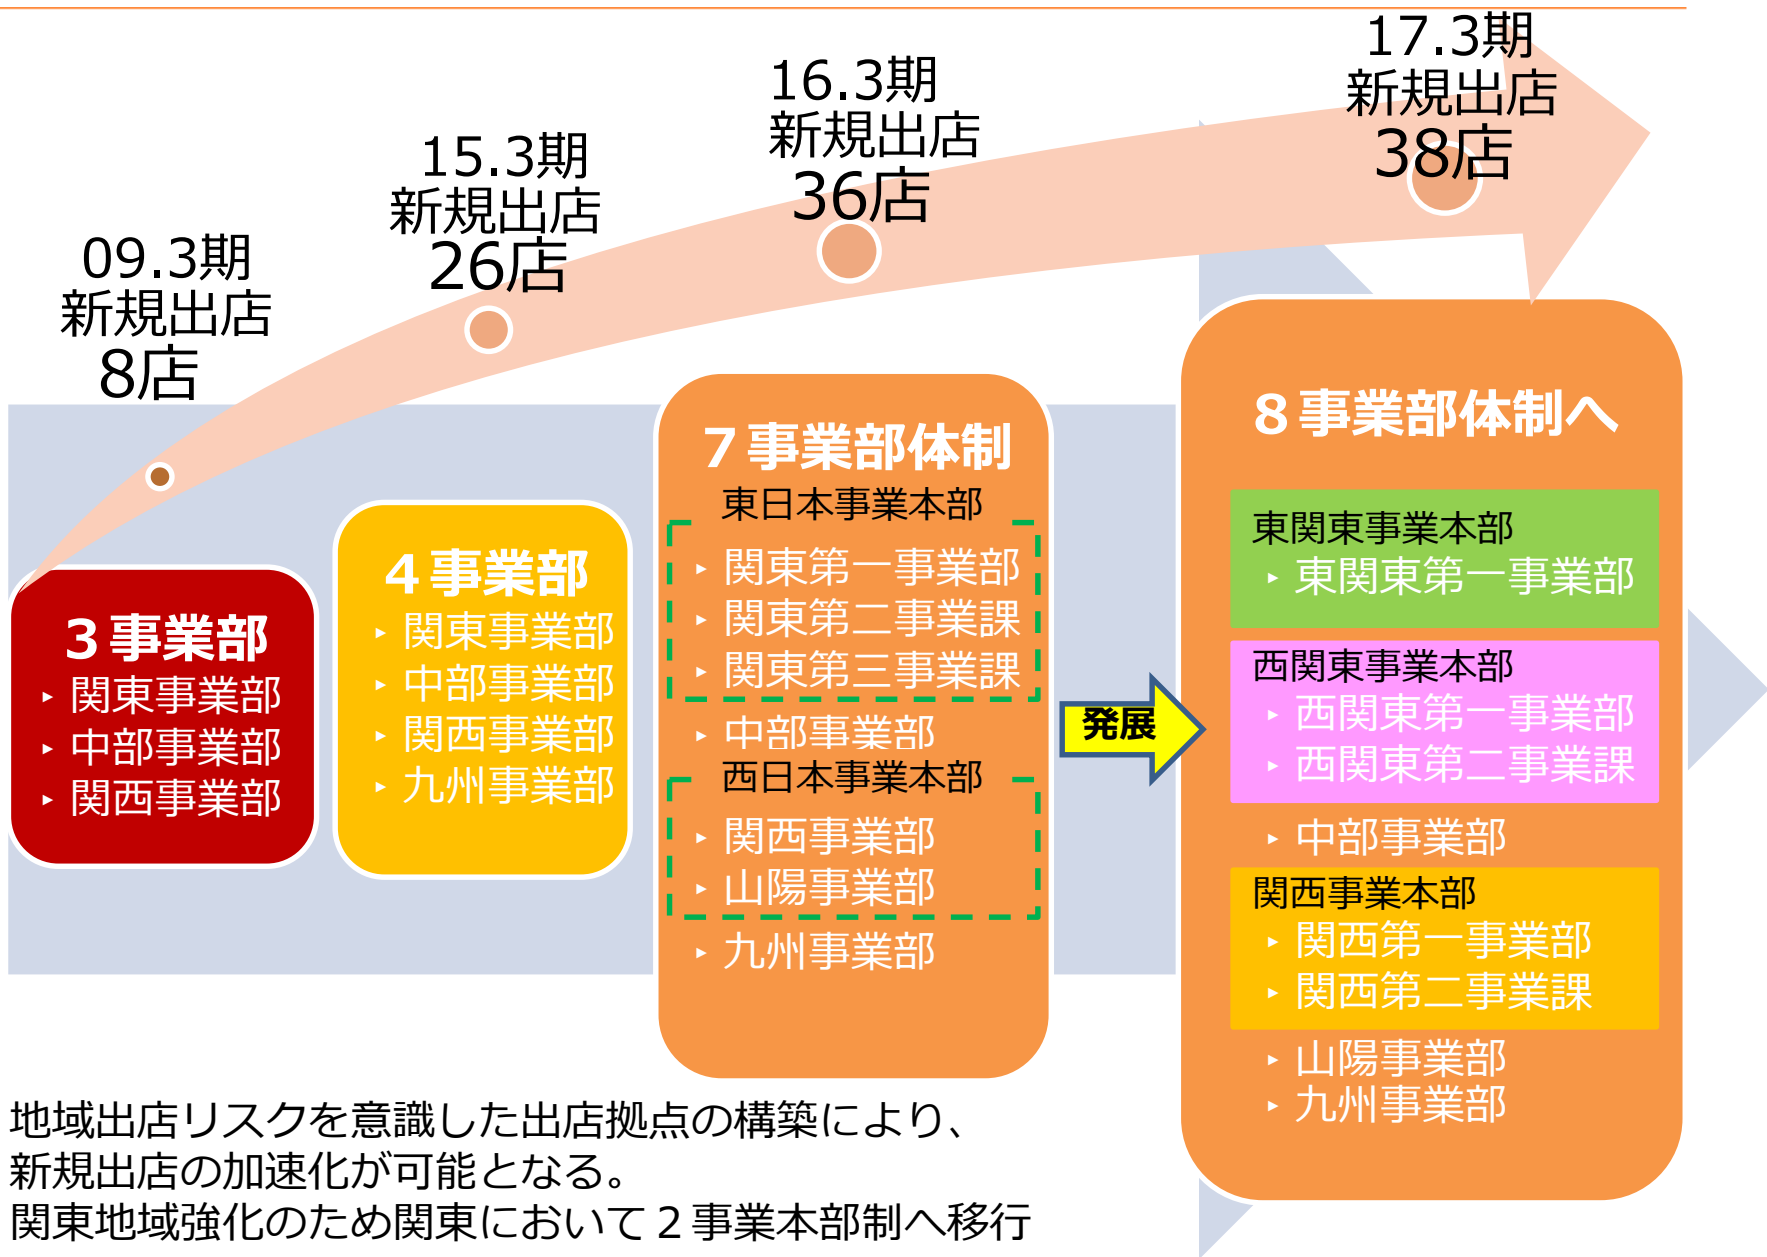 09.3期
新規出店
8店
15.3期
新規出店
26店
16.3期
新規出店
36店
17.3期
新規出店
38店
３事業部
▸ 関東事業部
▸ 中部事業部
▸ 関西事業部
４事業部
▸ 関東事業部
▸ 中部事業部
▸ 関西事業部
▸ 九州事業部
７事業部体制
東日本事業本部
▸ 関東第一事業部
▸ 関東第二事業課
▸ 関東第三事業課
▸ 中部事業部
西日本事業本部
▸ 関西事業部
▸ 山陽事業部
▸ 九州事業部
発展
８事業部体制へ
東関東事業本部
▸ 東関東第一事業部
西関東事業本部
▸ 西関東第一事業部
▸ 西関東第二事業課
▸ 中部事業部
関西事業本部
▸ 関西第一事業部
▸ 関西第二事業課
▸ 山陽事業部
▸ 九州事業部
地域出店リスクを意識した出店拠点の構築により、
新規出店の加速化が可能となる。
関東地域強化のため関東において２事業本部制へ移行